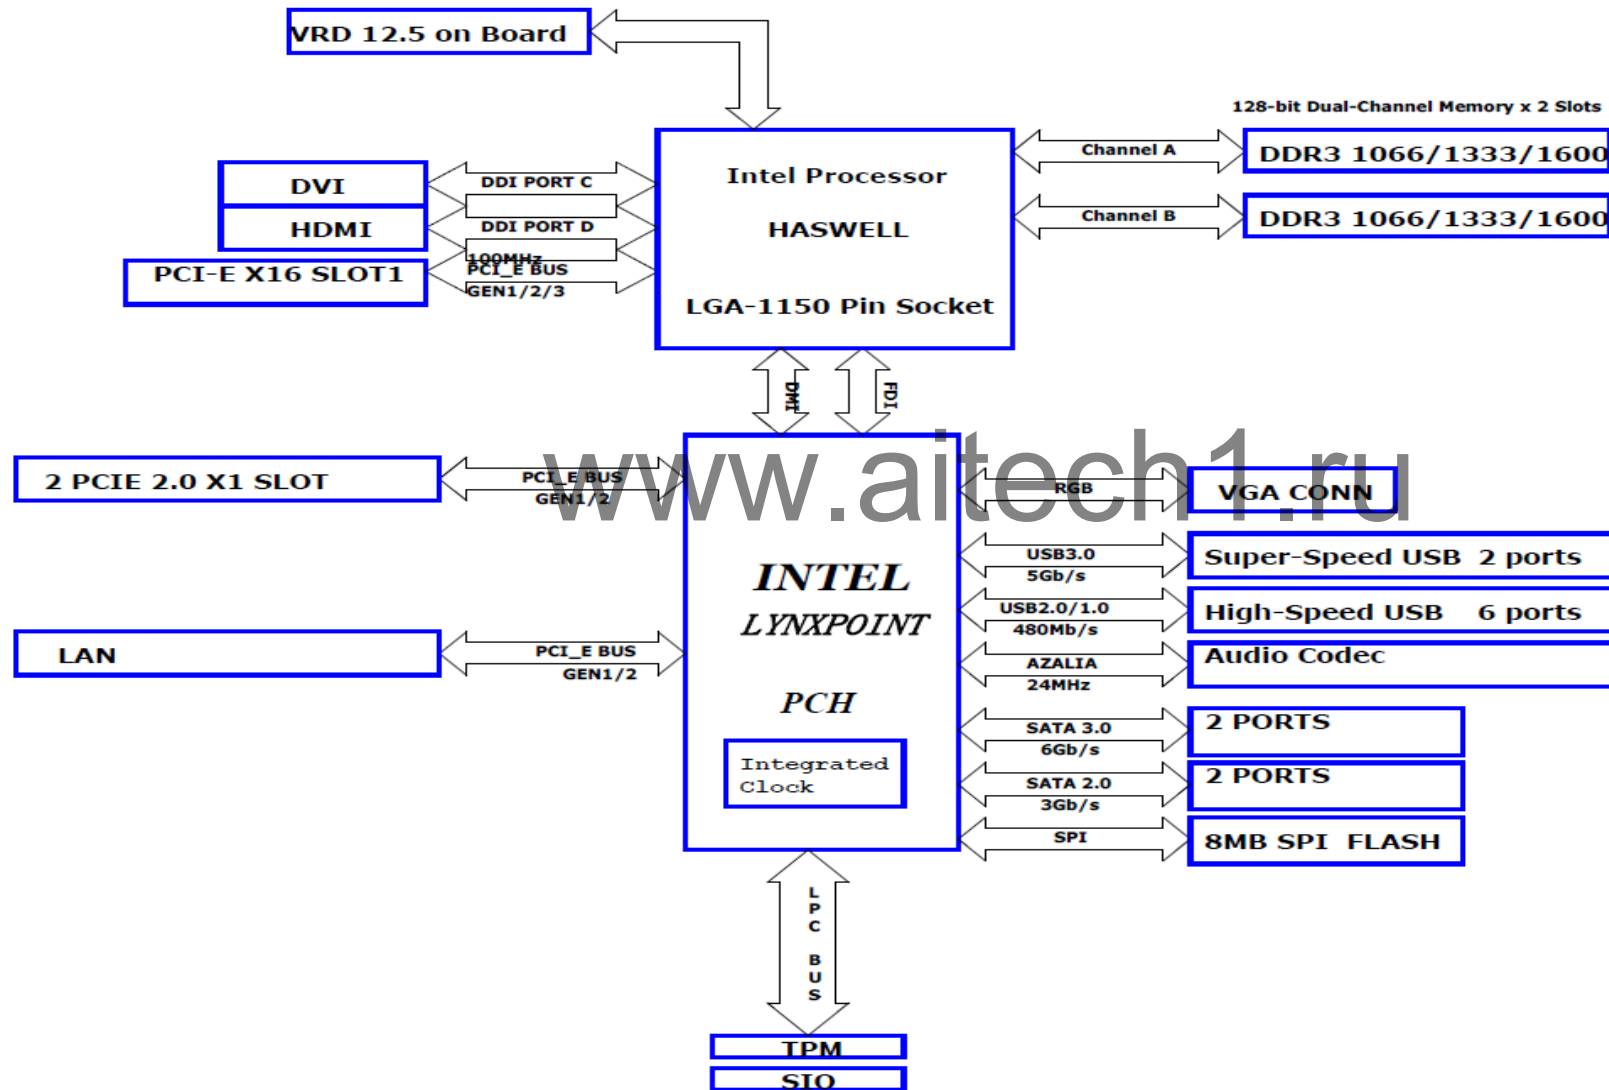 VRD 12.5 on Board
128-bit Dual-Channel Memory x 2 Slots
Channel A
DDR3 1066/1333/1600
Channel B
DDR3 1066/1333/1600
Intel Processor
HASWELL
LGA-1150 Pin Socket
DVI
DDI PORT C
HDMI
DDI PORT D
PCI-E X16 SLOT1
100MHz
PCI_E BUS
GEN1/2/3
DMI
FDI
2 PCIE 2.0 X1 SLOT
PCI_E BUS
GEN1/2
LAN
PCI_E BUS
GEN1/2
www.aitech1.ru
INTEL
LYNXPOINT
PCH
Integrated
Clock
RGB
VGA CONN
USB3.0
5Gb/s
Super-Speed USB 2 ports
USB2.0/1.0
480Mb/s
High-Speed USB 6 ports
AZALIA
24MHz
Audio Codec
SATA 3.0
6Gb/s
2 PORTS
SATA 2.0
3Gb/s
2 PORTS
SPI
8MB SPI FLASH
LPC BUS
TPM
SIO